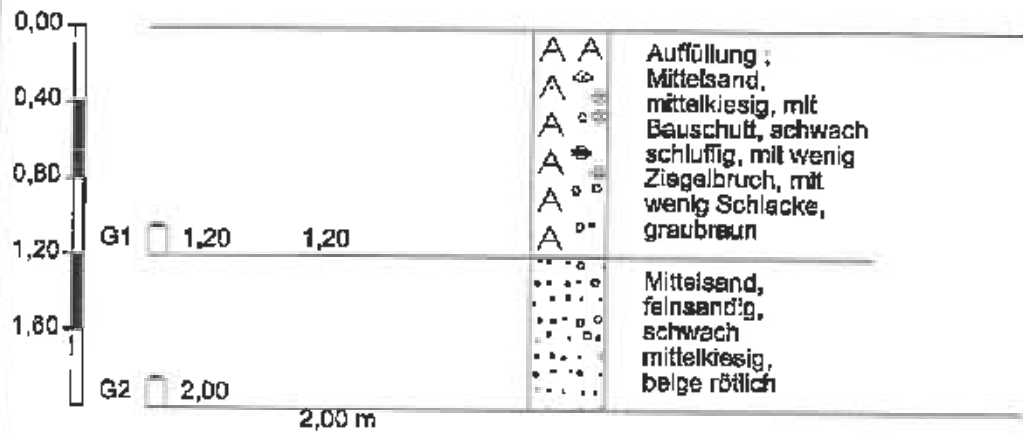 0,00
Auffüllung ;
Mittelsand,
0,40
mittelkiesig, mit
Bauschutt, schwach
schluffig, mit wenig
0,80
Ziegelbruch, mit
wenig Schlacke,
G1 1,20 1,20
graubraun
1,20
Mittelsand,
feinsandig,
1,60
schwach
mittelkiesig,
G2 2,00
beige rötlich
2,00 m